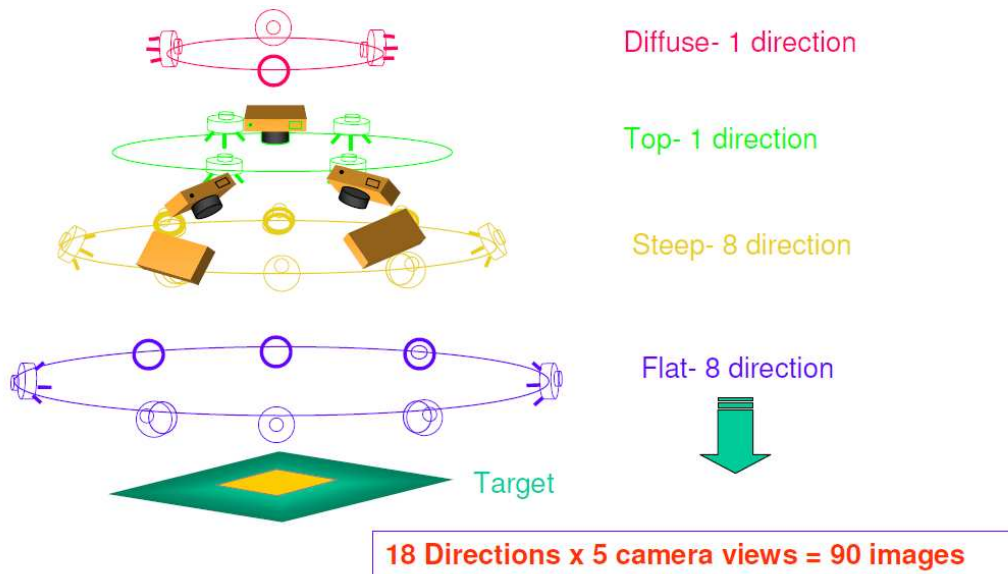 Diffuse- 1 direction
Top- 1 direction
Steep- 8 direction
Flat- 8 direction
Target
18 Directions x 5 camera views = 90 images